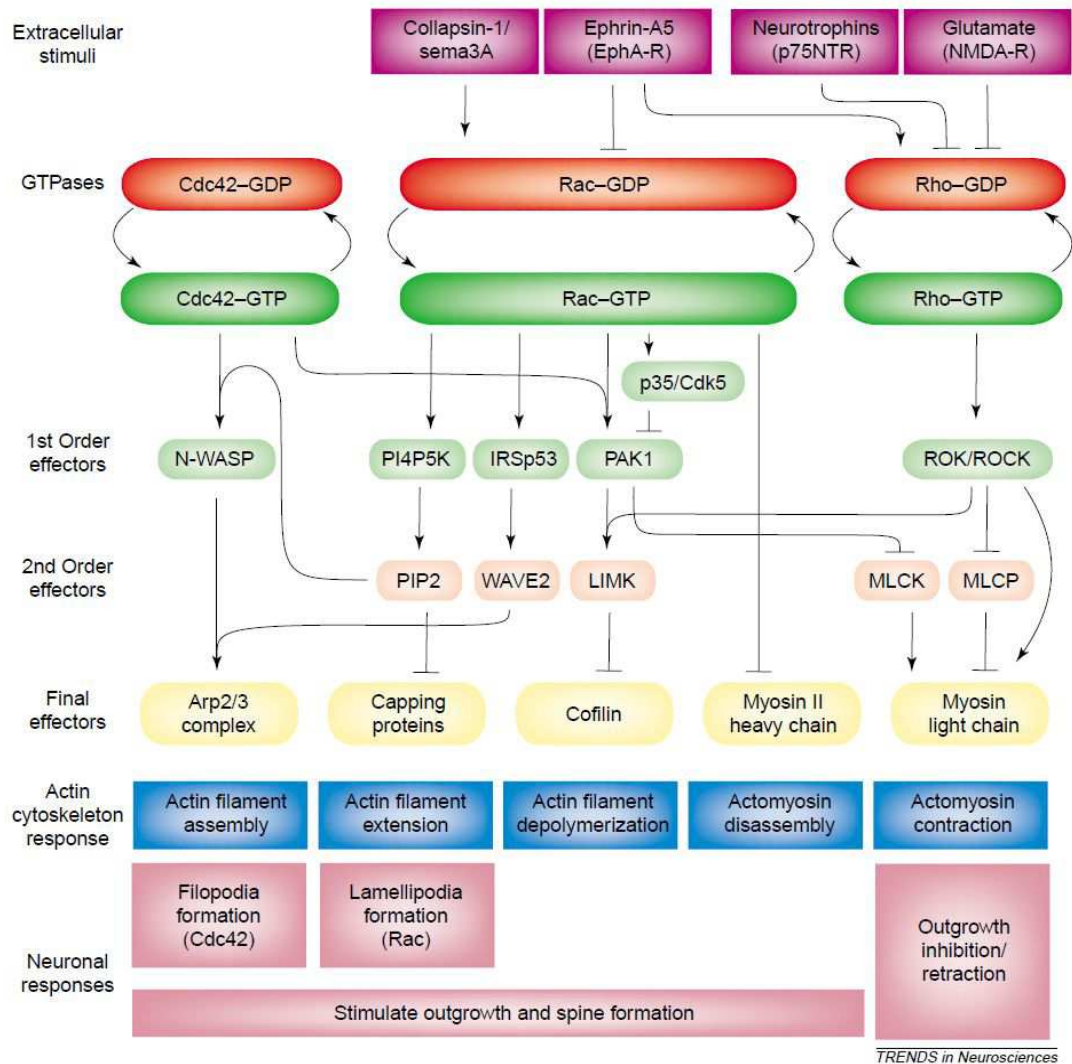 Extracellular
stimuli
Collapsin-1/
sema3A
Ephrin-A5
(EphA-R)
Neurotrophins
(p75NTR)
Glutamate
(NMDA-R)
GTPases
Cdc42–GDP
Rac–GDP
Rho–GDP
Cdc42–GTP
Rac–GTP
Rho–GTP
p35/Cdk5
1st Order
effectors
N-WASP
PI4P5K
IRSp53
PAK1
ROK/ROCK
2nd Order
effectors
PIP2
WAVE2
LIMK
MLCK
MLCP
Final
effectors
Arp2/3
complex
Capping
proteins
Cofilin
Myosin II
heavy chain
Myosin
light chain
Actin
cytoskeleton
response
Actin filament
assembly
Actin filament
extension
Actin filament
depolymerization
Actomyosin
disassembly
Actomyosin
contraction
Neuronal
responses
Filopodia
formation
(Cdc42)
Lamellipodia
formation
(Rac)
Outgrowth
inhibition/
retraction
Stimulate outgrowth and spine formation
TRENDS in Neurosciences